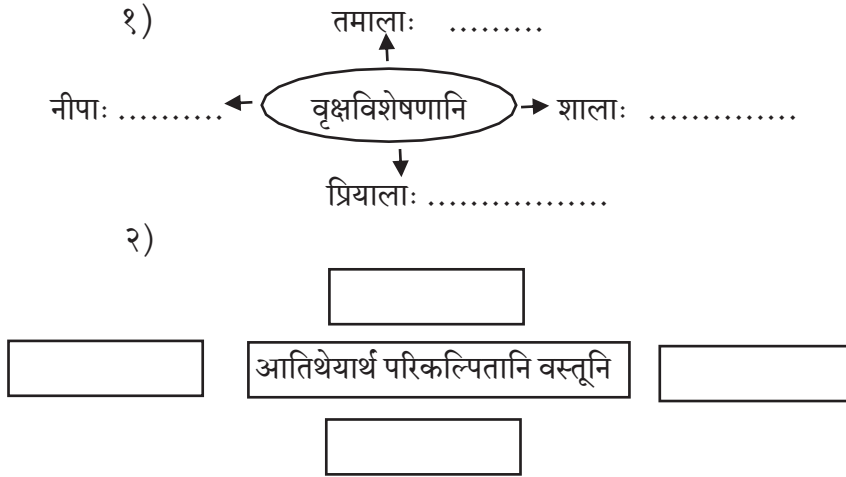 १)
तमालाः .........
नीपाः .......... वृक्षविशेषणानि शालाः ..............
प्रियालाः .................
२)
आतिथेयार्थं परिकल्पितानि वस्तूनि